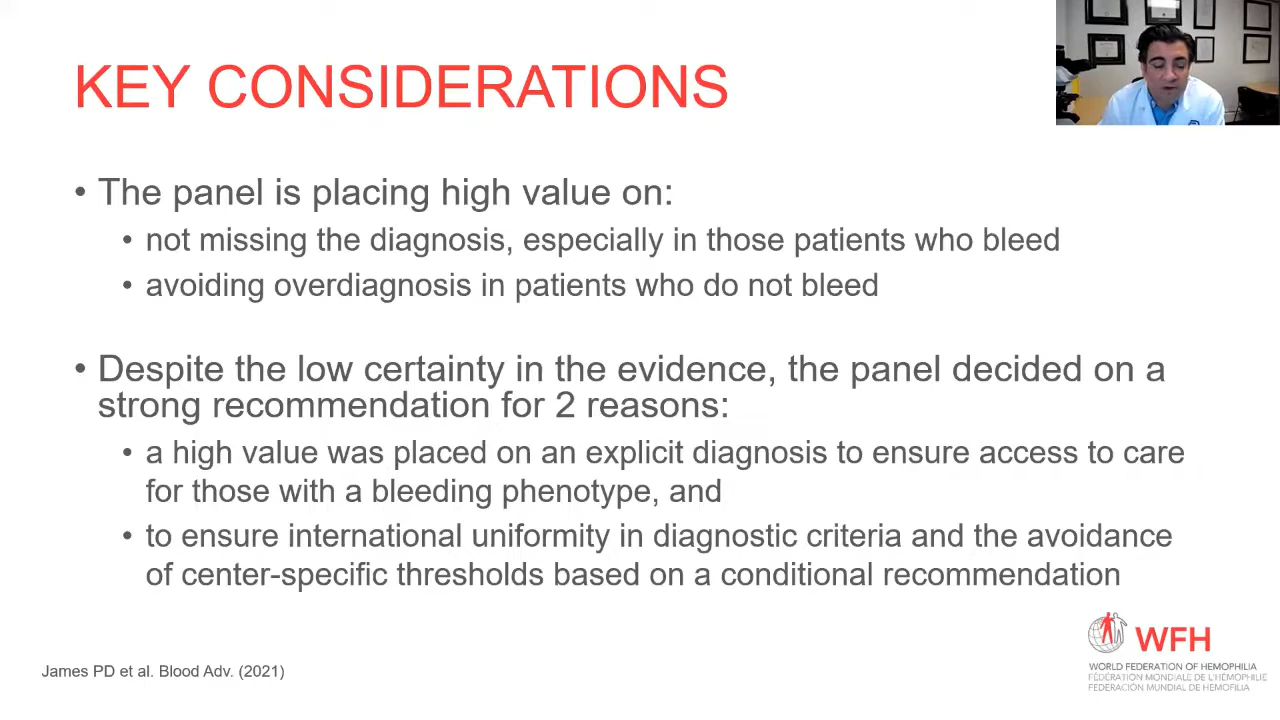 KEY CONSIDERATIONS
• The panel is placing high value on:
• not missing the diagnosis, especially in those patients who bleed
• avoiding overdiagnosis in patients who do not bleed
• Despite the low certainty in the evidence, the panel decided on a
strong recommendation for 2 reasons:
• a high value was placed on an explicit diagnosis to ensure access to care
for those with a bleeding phenotype, and
• to ensure international uniformity in diagnostic criteria and the avoidance
of center-specific thresholds based on a conditional recommendation
WFH
WORLD FEDERATION OF HEMOPHILIA
FÉDÉRATION MONDIALE DE L'HÉMOPHILIE
FEDERACIÓN MUNDIAL DE HEMOFILIA
James PD et al. Blood Adv. (2021)